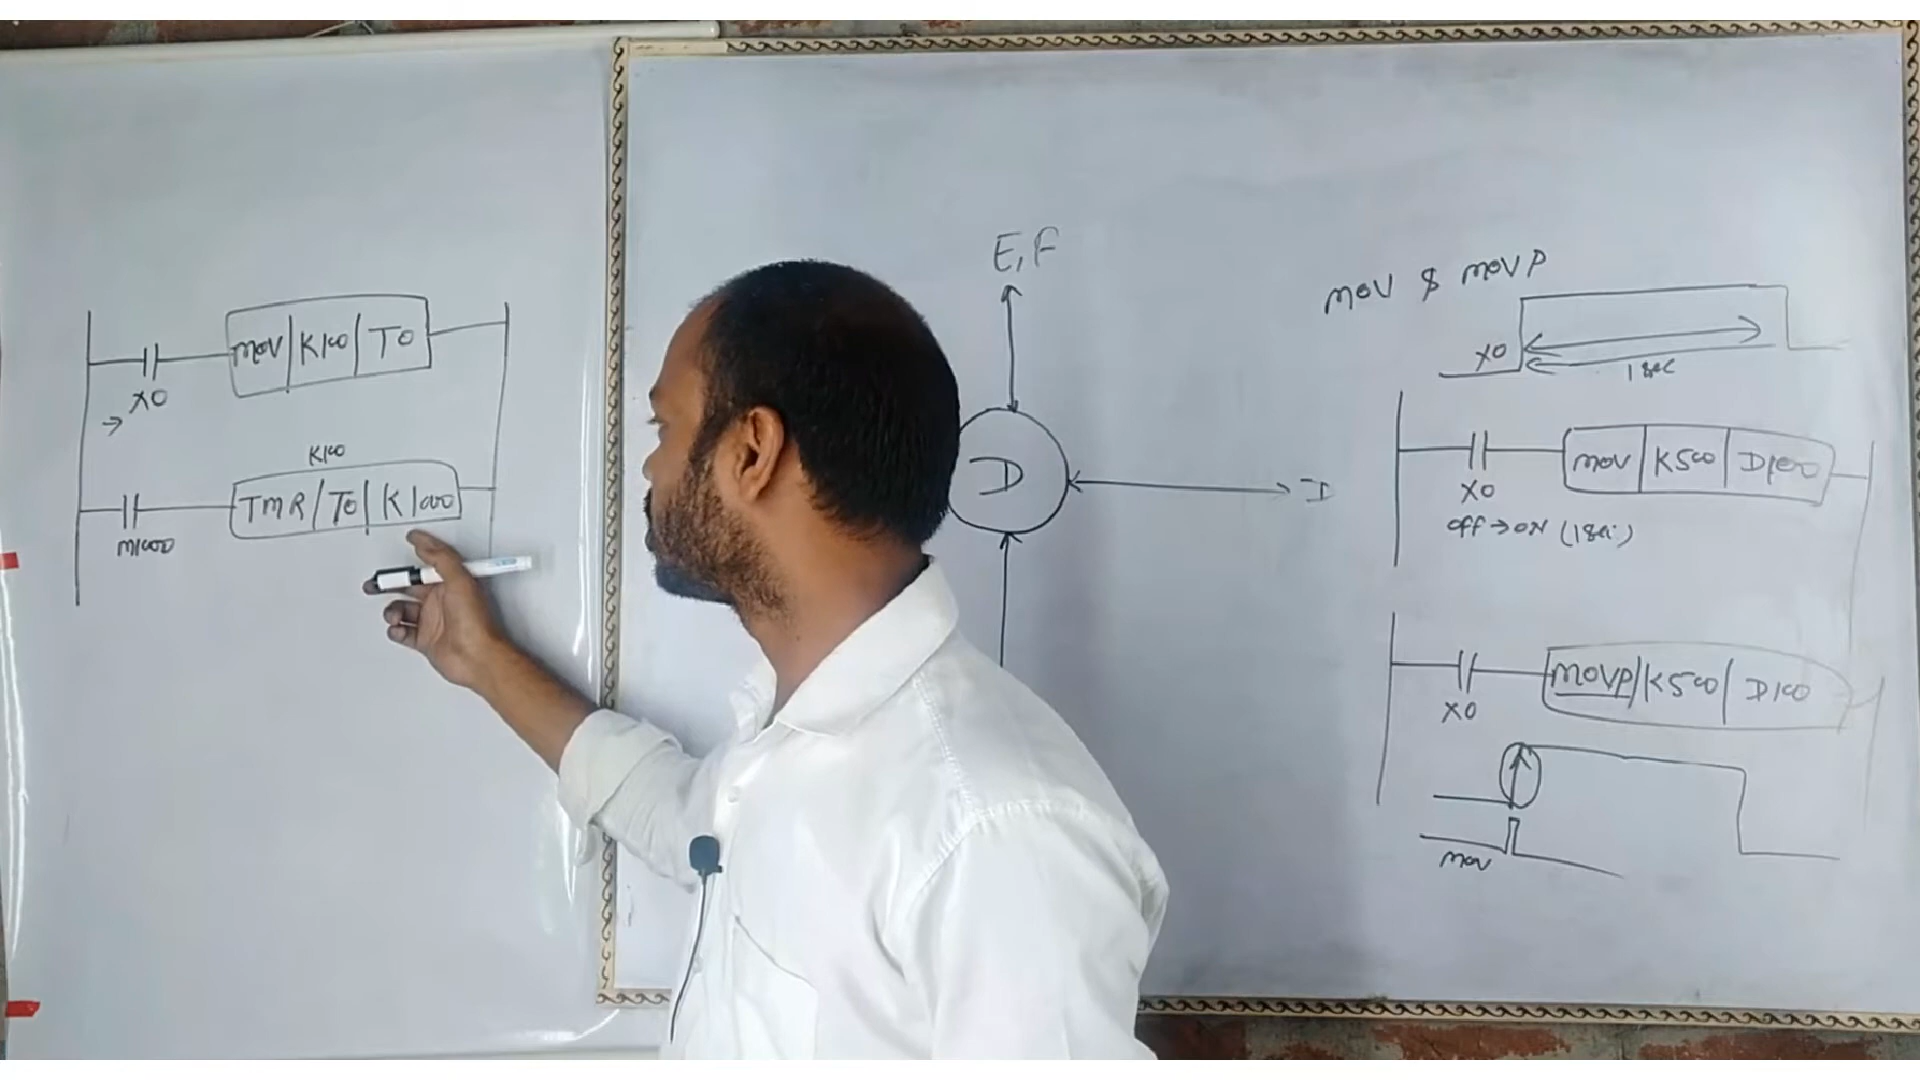 MOV K100 T0
X0
K100
TMR T0 K1000
M1000
E,F
D
D
MOV & MOVP
X0
1 sec
MOV K500 D100
X0
OFF → ON (1 sec)
MOVP K500 D100
X0
MOV